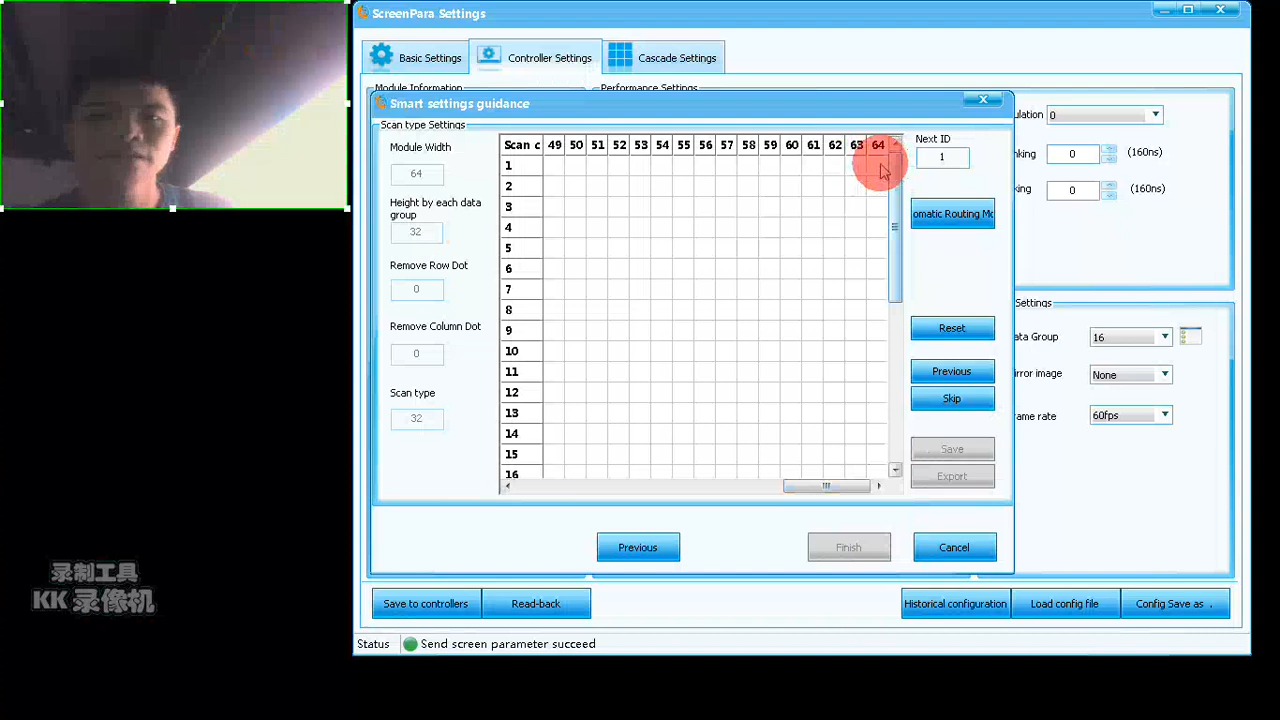 ScreenPara Settings
Basic Settings
Controller Settings
Cascade Settings
Module Information
Performance Settings
Smart settings guidance
Scan type Settings
Module Width
64
Height by each data
group
32
Remove Row Dot
0
Remove Column Dot
0
Scan type
32
Scan c 49 50 51 52 53 54 55 56 57 58 59 60 61 62 63 64
1
2
3
4
5
6
7
8
9
10
11
12
13
14
15
16
Next ID
1
omatic Routing Mo
Reset
Previous
Skip
Save
Export
Previous
Finish
Cancel
ulation 0
nking 0 (160ns)
king 0 (160ns)
Settings
ata Group 16
irror image None
rame rate 60fps
Save to controllers
Read-back
Historical configuration
Load config file
Config Save as .
Status
Send screen parameter succeed
录制工具
KK 录像机